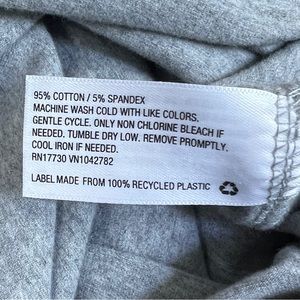 95% COTTON / 5% SPANDEX
MACHINE WASH COLD WITH LIKE COLORS.
GENTLE CYCLE. ONLY NON CHLORINE BLEACH IF
NEEDED. TUMBLE DRY LOW. REMOVE PROMPTLY.
COOL IRON IF NEEDED.
RN17730 VN1042782
LABEL MADE FROM 100% RECYCLED PLASTIC